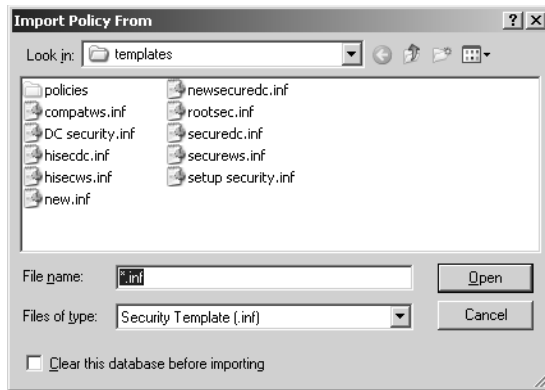 Import Policy From
Look in: templates
policies
compatws.inf
DC security.inf
hisecdc.inf
hisecws.inf
new.inf
newsecuredc.inf
rootsec.inf
securedc.inf
securews.inf
setup security.inf
File name: *.inf
Open
Files of type: Security Template (.inf)
Cancel
Clear this database before importing